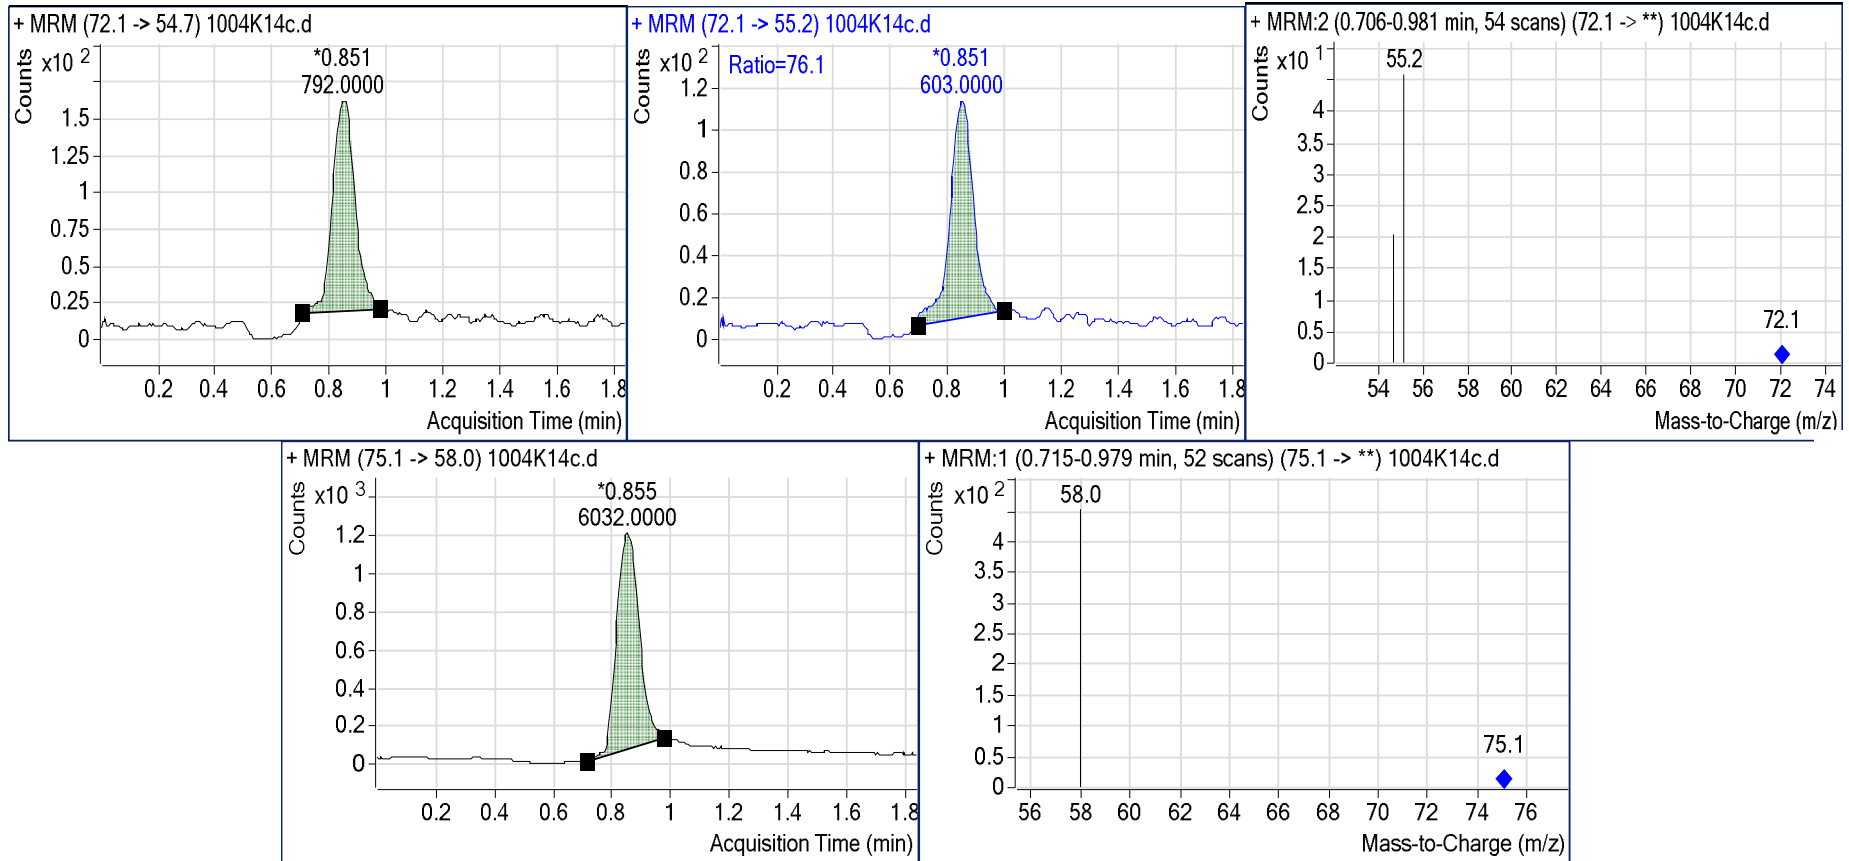 + MRM (72.1 -> 54.7) 1004K14c.d
Counts
x10 2
*0.851
792.0000
1.5
1.25
1
0.75
0.5
0.25
0
0.2 0.4 0.6 0.8 1 1.2 1.4 1.6 1.8
Acquisition Time (min)
+ MRM (72.1 -> 55.2) 1004K14c.d
Counts
x10 2
Ratio=76.1
*0.851
603.0000
1.2
1
0.8
0.6
0.4
0.2
0
0.2 0.4 0.6 0.8 1 1.2 1.4 1.6 1.8
Acquisition Time (min)
+ MRM:2 (0.706-0.981 min, 54 scans) (72.1 -> **) 1004K14c.d
Counts
x10 1
55.2
4
3.5
3
2.5
2
1.5
1
0.5
0
72.1
54 56 58 60 62 64 66 68 70 72 74
Mass-to-Charge (m/z)
+ MRM (75.1 -> 58.0) 1004K14c.d
Counts
x10 3
*0.855
6032.0000
1.2
1
0.8
0.6
0.4
0.2
0
0.2 0.4 0.6 0.8 1 1.2 1.4 1.6 1.8
Acquisition Time (min)
+ MRM:1 (0.715-0.979 min, 52 scans) (75.1 -> **) 1004K14c.d
Counts
x10 2
58.0
4
3.5
3
2.5
2
1.5
1
0.5
0
75.1
56 58 60 62 64 66 68 70 72 74 76
Mass-to-Charge (m/z)